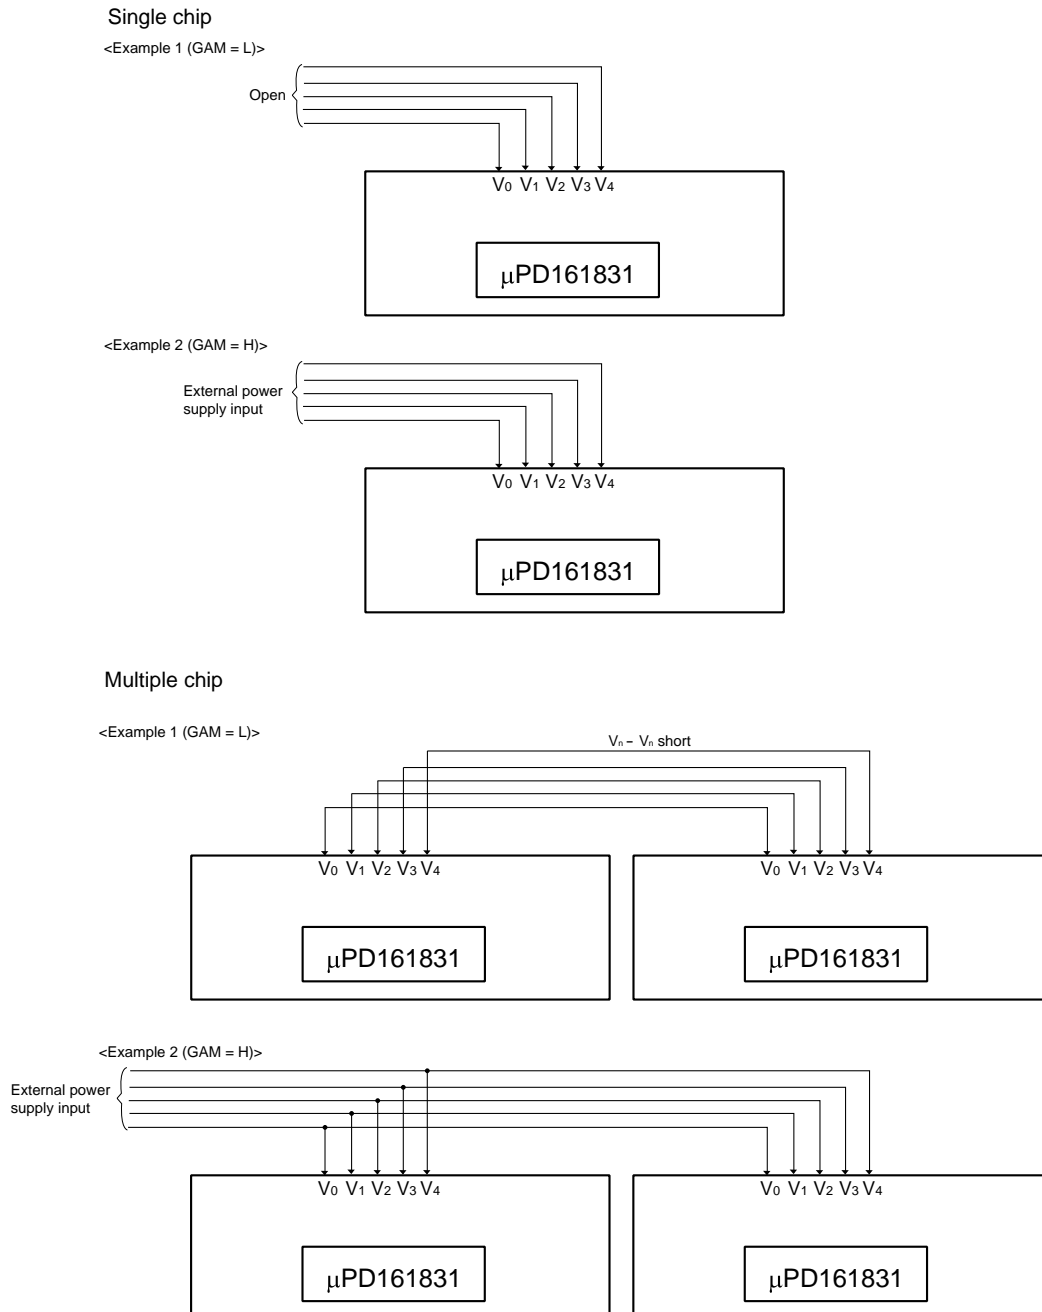 Single chip
<Example 1 (GAM = L)>
Open
V0 V1 V2 V3 V4
μPD161831
<Example 2 (GAM = H)>
External power
supply input
V0 V1 V2 V3 V4
μPD161831
Multiple chip
<Example 1 (GAM = L)>
Vn – Vn short
V0 V1 V2 V3 V4
V0 V1 V2 V3 V4
μPD161831
μPD161831
<Example 2 (GAM = H)>
External power
supply input
V0 V1 V2 V3 V4
V0 V1 V2 V3 V4
μPD161831
μPD161831